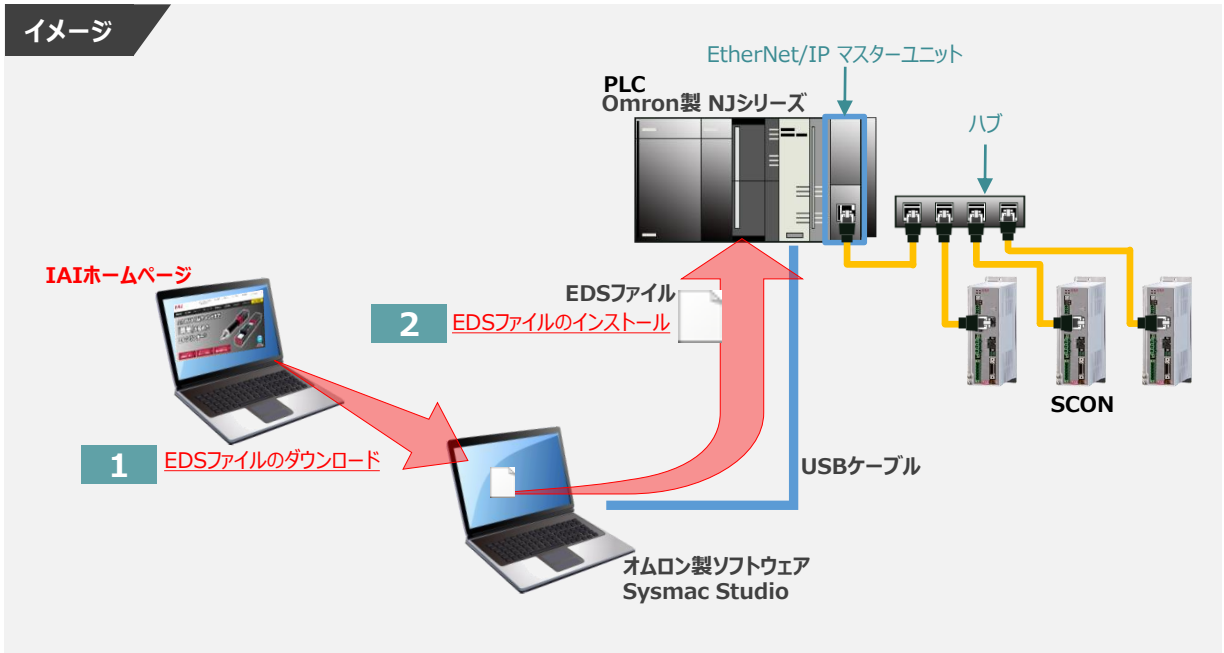 イメージ
EtherNet/IP マスターユニット
PLC
Omron製 NJシリーズ
ハブ
IAIホームページ
EDSファイル
2
EDSファイルのインストール
SCON
1
EDSファイルのダウンロード
USBケーブル
オムロン製ソフトウェア
Sysmac Studio